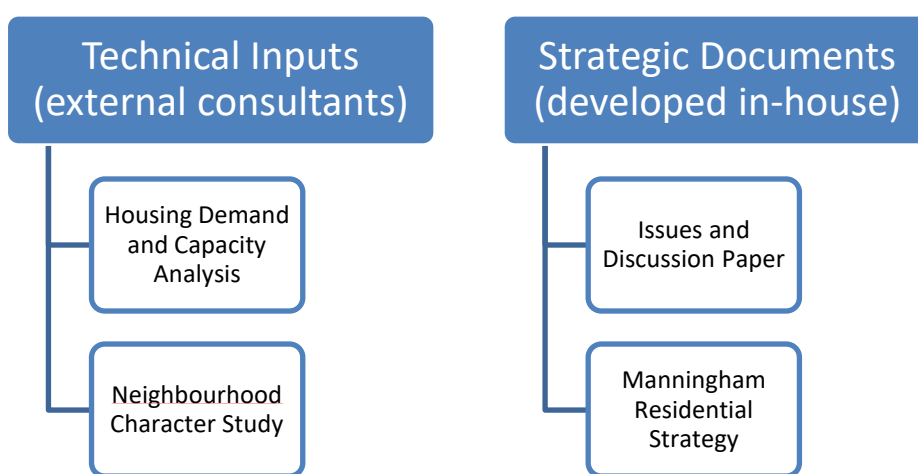 Technical Inputs
(external consultants)
Housing Demand
and Capacity
Analysis
Neighbourhood
Character Study
Strategic Documents
(developed in-house)
Issues and
Discussion Paper
Manningham
Residential
Strategy